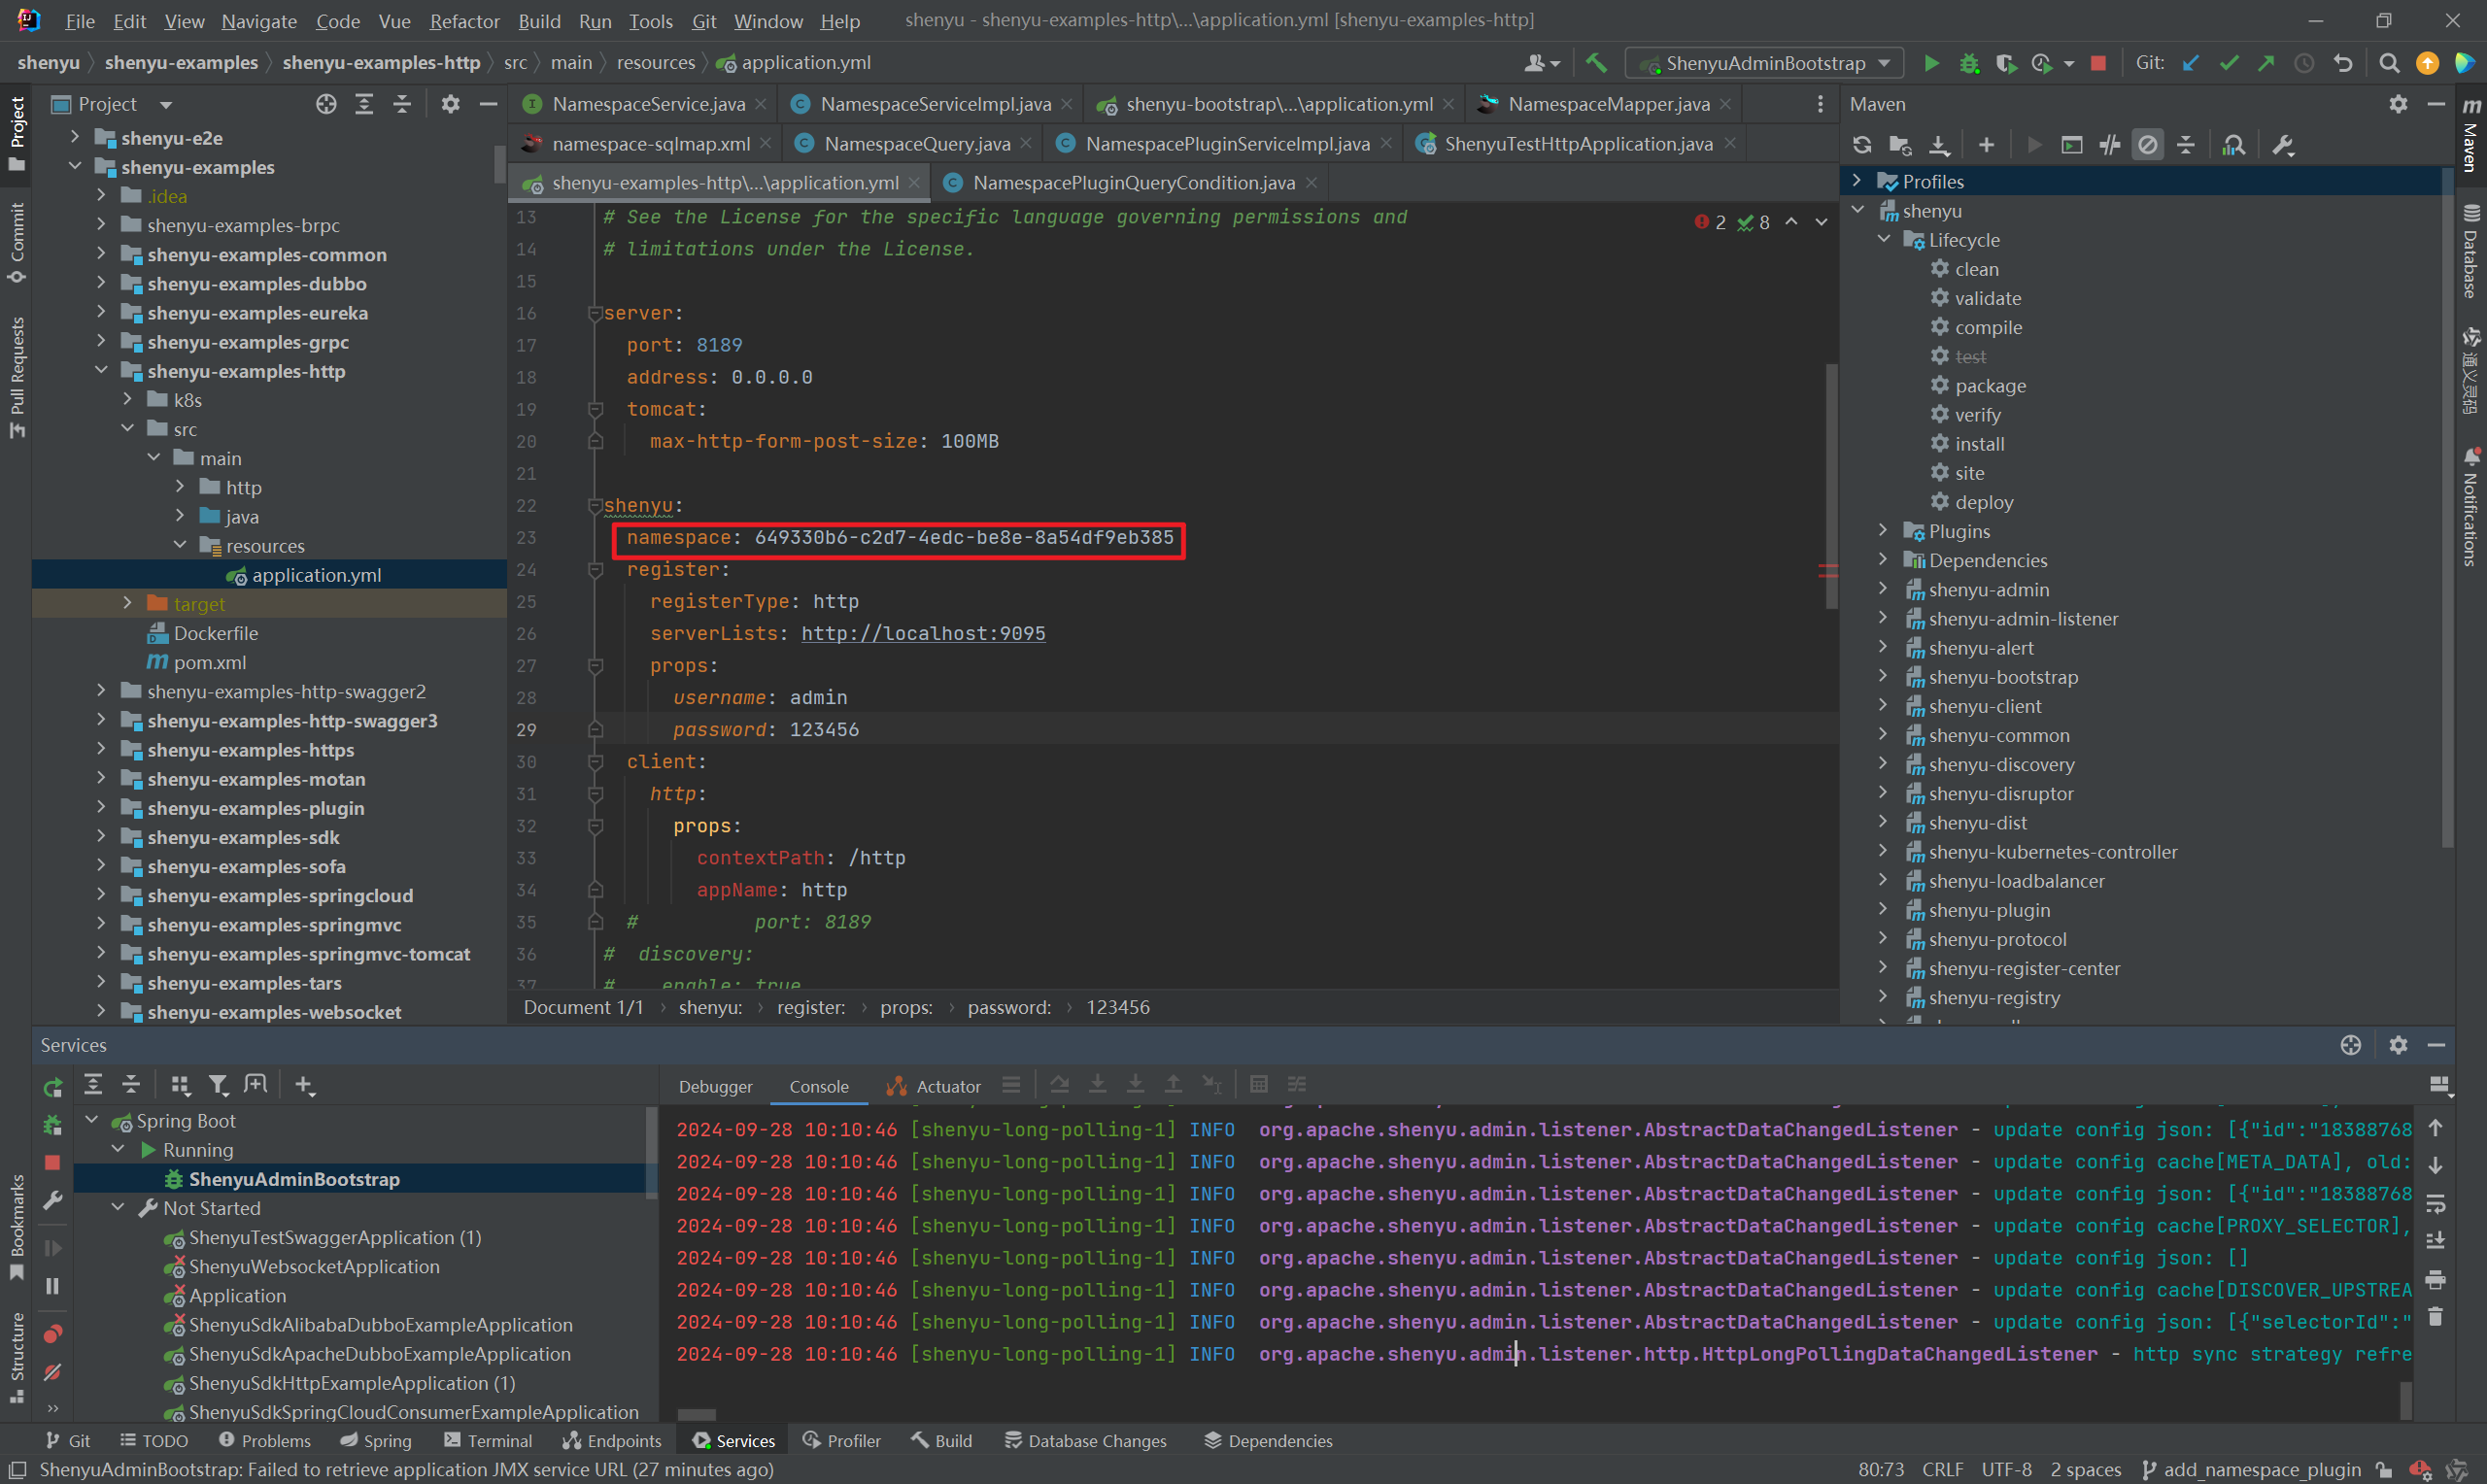 File Edit View Navigate Code Vue Refactor Build Run Tools Git Window Help shenyu - shenyu-examples-http\...\application.yml [shenyu-examples-http]
shenyu shenyu-examples shenyu-examples-http src main resources application.yml ShenyuAdminBootstrap Git:
Project
shenyu-e2e
shenyu-examples
.idea
shenyu-examples-brpc
shenyu-examples-common
shenyu-examples-dubbo
shenyu-examples-eureka
shenyu-examples-grpc
shenyu-examples-http
k8s
src
main
http
java
resources
application.yml
target
Dockerfile
pom.xml
shenyu-examples-http-swagger2
shenyu-examples-http-swagger3
shenyu-examples-https
shenyu-examples-motan
shenyu-examples-plugin
shenyu-examples-sdk
shenyu-examples-sofa
shenyu-examples-springcloud
shenyu-examples-springmvc
shenyu-examples-springmvc-tomcat
shenyu-examples-tars
shenyu-examples-websocket
Project
Commit
Pull Requests
Bookmarks
Structure
NamespaceService.java NamespaceServiceImpl.java shenyu-bootstrap\...\application.yml NamespaceMapper.java
namespace-sqlmap.xml NamespaceQuery.java NamespacePluginServiceImpl.java ShenyuTestHttpApplication.java
shenyu-examples-http\...\application.yml NamespacePluginQueryCondition.java
2 8
13 # See the License for the specific language governing permissions and
14 # limitations under the License.
15
16 server:
17 port: 8189
18 address: 0.0.0.0
19 tomcat:
20 max-http-form-post-size: 100MB
21
22 shenyu:
23 namespace: 649330b6-c2d7-4edc-be8e-8a54df9eb385
24 register:
25 registerType: http
26 serverLists: http://localhost:9095
27 props:
28 username: admin
29 password: 123456
30 client:
31 http:
32 props:
33 contextPath: /http
34 appName: http
35 # port: 8189
36 # discovery:
37 # enable: true
Document 1/1 shenyu: register: props: password: 123456
Maven
Profiles
shenyu
Lifecycle
clean
validate
compile
test
package
verify
install
site
deploy
Plugins
Dependencies
shenyu-admin
shenyu-admin-listener
shenyu-alert
shenyu-bootstrap
shenyu-client
shenyu-common
shenyu-discovery
shenyu-disruptor
shenyu-dist
shenyu-kubernetes-controller
shenyu-loadbalancer
shenyu-plugin
shenyu-protocol
shenyu-register-center
shenyu-registry
Maven
Database
通义灵码
Notifications
Services
Spring Boot
Running
ShenyuAdminBootstrap
Not Started
ShenyuTestSwaggerApplication (1)
ShenyuWebsocketApplication
Application
ShenyuSdkAlibabaDubboExampleApplication
ShenyuSdkApacheDubboExampleApplication
ShenyuSdkHttpExampleApplication (1)
ShenyuSdkSpringCloudConsumerExampleApplication
Debugger Console Actuator
2024-09-28 10:10:46 [shenyu-long-polling-1] INFO org.apache.shenyu.admin.listener.AbstractDataChangedListener - update config json: [{"id":"18388768
2024-09-28 10:10:46 [shenyu-long-polling-1] INFO org.apache.shenyu.admin.listener.AbstractDataChangedListener - update config cache[META_DATA], old:
2024-09-28 10:10:46 [shenyu-long-polling-1] INFO org.apache.shenyu.admin.listener.AbstractDataChangedListener - update config json: [{"id":"18388768
2024-09-28 10:10:46 [shenyu-long-polling-1] INFO org.apache.shenyu.admin.listener.AbstractDataChangedListener - update config cache[PROXY_SELECTOR],
2024-09-28 10:10:46 [shenyu-long-polling-1] INFO org.apache.shenyu.admin.listener.AbstractDataChangedListener - update config json: []
2024-09-28 10:10:46 [shenyu-long-polling-1] INFO org.apache.shenyu.admin.listener.AbstractDataChangedListener - update config cache[DISCOVER_UPSTREA
2024-09-28 10:10:46 [shenyu-long-polling-1] INFO org.apache.shenyu.admin.listener.AbstractDataChangedListener - update config json: [{"selectorId":"
2024-09-28 10:10:46 [shenyu-long-polling-1] INFO org.apache.shenyu.admin.listener.http.HttpLongPollingDataChangedListener - http sync strategy refre
Git TODO Problems Spring Terminal Endpoints Services Profiler Build Database Changes Dependencies
ShenyuAdminBootstrap: Failed to retrieve application JMX service URL (27 minutes ago) 80:73 CRLF UTF-8 2 spaces add_namespace_plugin